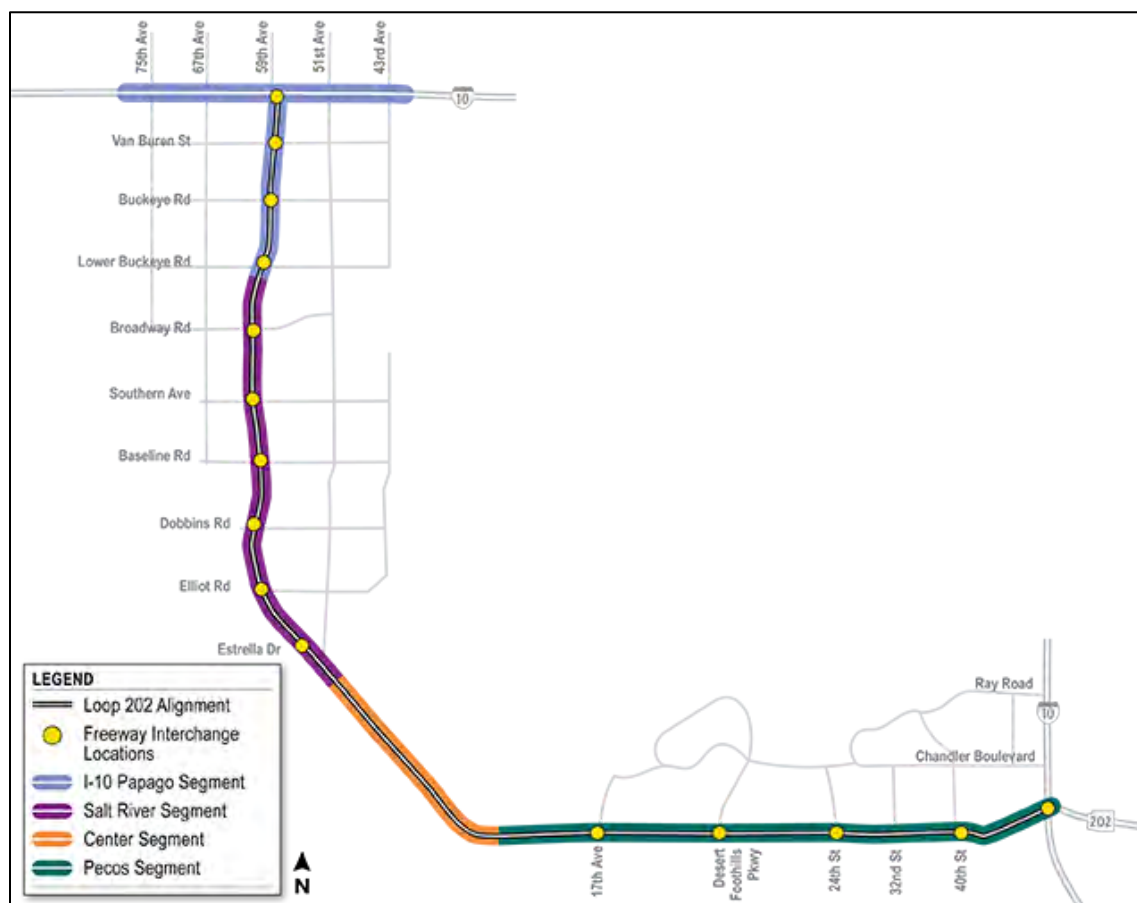 75th Ave
67th Ave
59th Ave
51st Ave
43rd Ave
10
Van Buren St
Buckeye Rd
Lower Buckeye Rd
Broadway Rd
Southern Ave
Baseline Rd
Dobbins Rd
Elliot Rd
Estrella Dr
Ray Road
10
Chandler Boulevard
202
17th Ave
Desert
Foothills
Pkwy
24th St
32nd St
40th St
LEGEND
Loop 202 Alignment
Freeway Interchange
Locations
I-10 Papago Segment
Salt River Segment
Center Segment
Pecos Segment
N